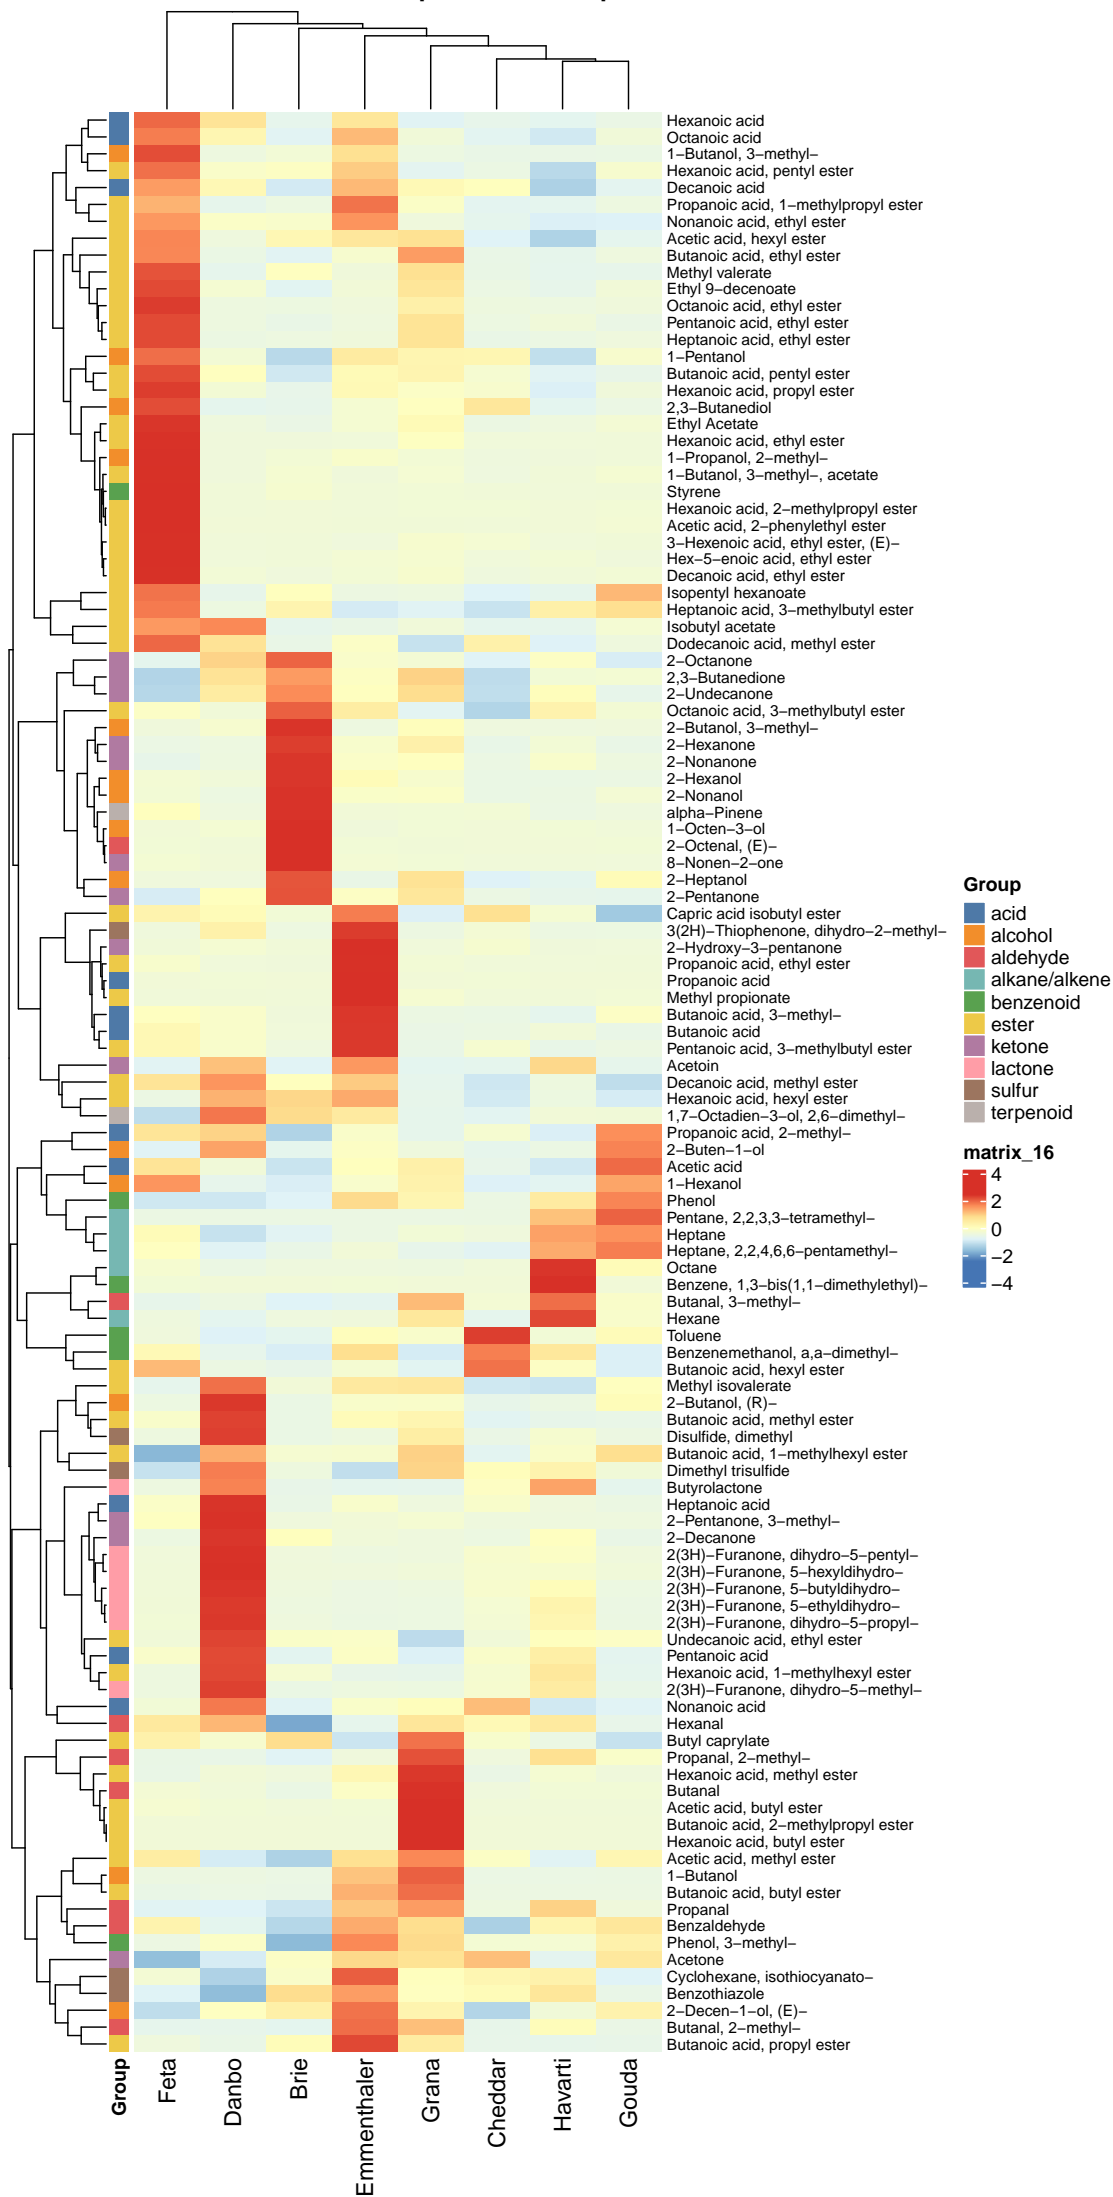 Hexanoic acid
Octanoic acid
1−Butanol, 3−methyl−
Hexanoic acid, pentyl ester
Decanoic acid
Propanoic acid, 1−methylpropyl ester
Nonanoic acid, ethyl ester
Acetic acid, hexyl ester
Butanoic acid, ethyl ester
Methyl valerate
Ethyl 9−decenoate
Octanoic acid, ethyl ester
Pentanoic acid, ethyl ester
Heptanoic acid, ethyl ester
1−Pentanol
Butanoic acid, pentyl ester
Hexanoic acid, propyl ester
2,3−Butanediol
Ethyl Acetate
Hexanoic acid, ethyl ester
1−Propanol, 2−methyl−
1−Butanol, 3−methyl−, acetate
Styrene
Hexanoic acid, 2−methylpropyl ester
Acetic acid, 2−phenylethyl ester
3−Hexenoic acid, ethyl ester, (E)−
Hex−5−enoic acid, ethyl ester
Decanoic acid, ethyl ester
Isopentyl hexanoate
Heptanoic acid, 3−methylbutyl ester
Isobutyl acetate
Dodecanoic acid, methyl ester
2−Octanone
2,3−Butanedione
2−Undecanone
Octanoic acid, 3−methylbutyl ester
2−Butanol, 3−methyl−
2−Hexanone
2−Nonanone
2−Hexanol
2−Nonanol
alpha−Pinene
1−Octen−3−ol
2−Octenal, (E)−
8−Nonen−2−one
2−Heptanol
2−Pentanone
Capric acid isobutyl ester
3(2H)−Thiophenone, dihydro−2−methyl−
2−Hydroxy−3−pentanone
Propanoic acid, ethyl ester
Propanoic acid
Methyl propionate
Butanoic acid, 3−methyl−
Butanoic acid
Pentanoic acid, 3−methylbutyl ester
Acetoin
Decanoic acid, methyl ester
Hexanoic acid, hexyl ester
1,7−Octadien−3−ol, 2,6−dimethyl−
Propanoic acid, 2−methyl−
2−Buten−1−ol
Acetic acid
1−Hexanol
Phenol
Pentane, 2,2,3,3−tetramethyl−
Heptane
Heptane, 2,2,4,6,6−pentamethyl−
Octane
Benzene, 1,3−bis(1,1−dimethylethyl)−
Butanal, 3−methyl−
Hexane
Toluene
Benzenemethanol, a,a−dimethyl−
Butanoic acid, hexyl ester
Methyl isovalerate
2−Butanol, (R)−
Butanoic acid, methyl ester
Disulfide, dimethyl
Butanoic acid, 1−methylhexyl ester
Dimethyl trisulfide
Butyrolactone
Heptanoic acid
2−Pentanone, 3−methyl−
2−Decanone
2(3H)−Furanone, dihydro−5−pentyl−
2(3H)−Furanone, 5−hexyldihydro−
2(3H)−Furanone, 5−butyldihydro−
2(3H)−Furanone, 5−ethyldihydro−
2(3H)−Furanone, dihydro−5−propyl−
Undecanoic acid, ethyl ester
Pentanoic acid
Hexanoic acid, 1−methylhexyl ester
2(3H)−Furanone, dihydro−5−methyl−
Nonanoic acid
Hexanal
Butyl caprylate
Propanal, 2−methyl−
Hexanoic acid, methyl ester
Butanal
Acetic acid, butyl ester
Butanoic acid, 2−methylpropyl ester
Hexanoic acid, butyl ester
Acetic acid, methyl ester
1−Butanol
Butanoic acid, butyl ester
Propanal
Benzaldehyde
Phenol, 3−methyl−
Acetone
Cyclohexane, isothiocyanato−
Benzothiazole
2−Decen−1−ol, (E)−
Butanal, 2−methyl−
Butanoic acid, propyl ester
Group
Feta
Danbo
Brie
Emmenthaler
Grana
Cheddar
Havarti
Gouda
Group
acid
alcohol
aldehyde
alkane/alkene
benzenoid
ester
ketone
lactone
sulfur
terpenoid
matrix_16
4
2
0
−2
−4